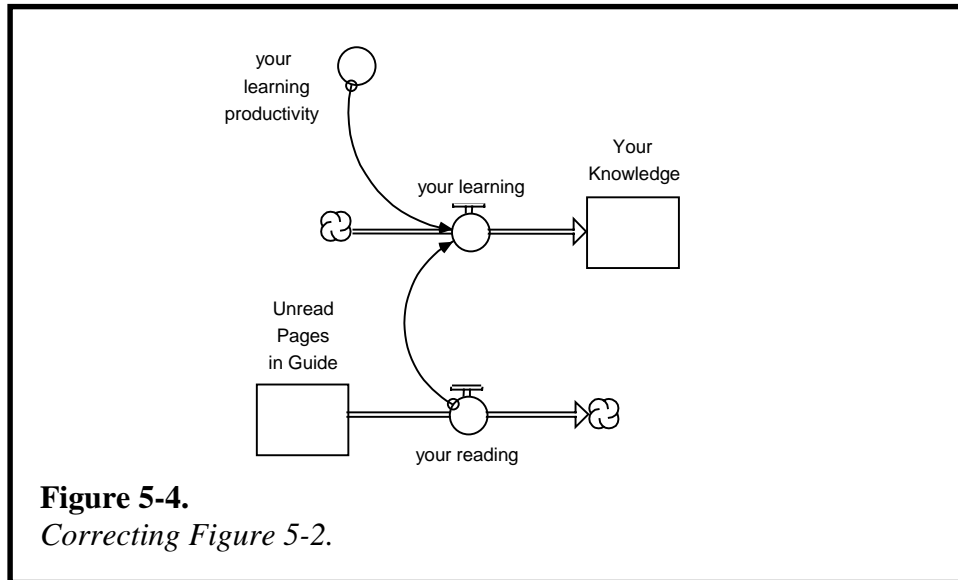 your
learning
productivity
your learning
Your
Knowledge
Unread
Pages
in Guide
your reading
Figure 5-4.
Correcting Figure 5-2.